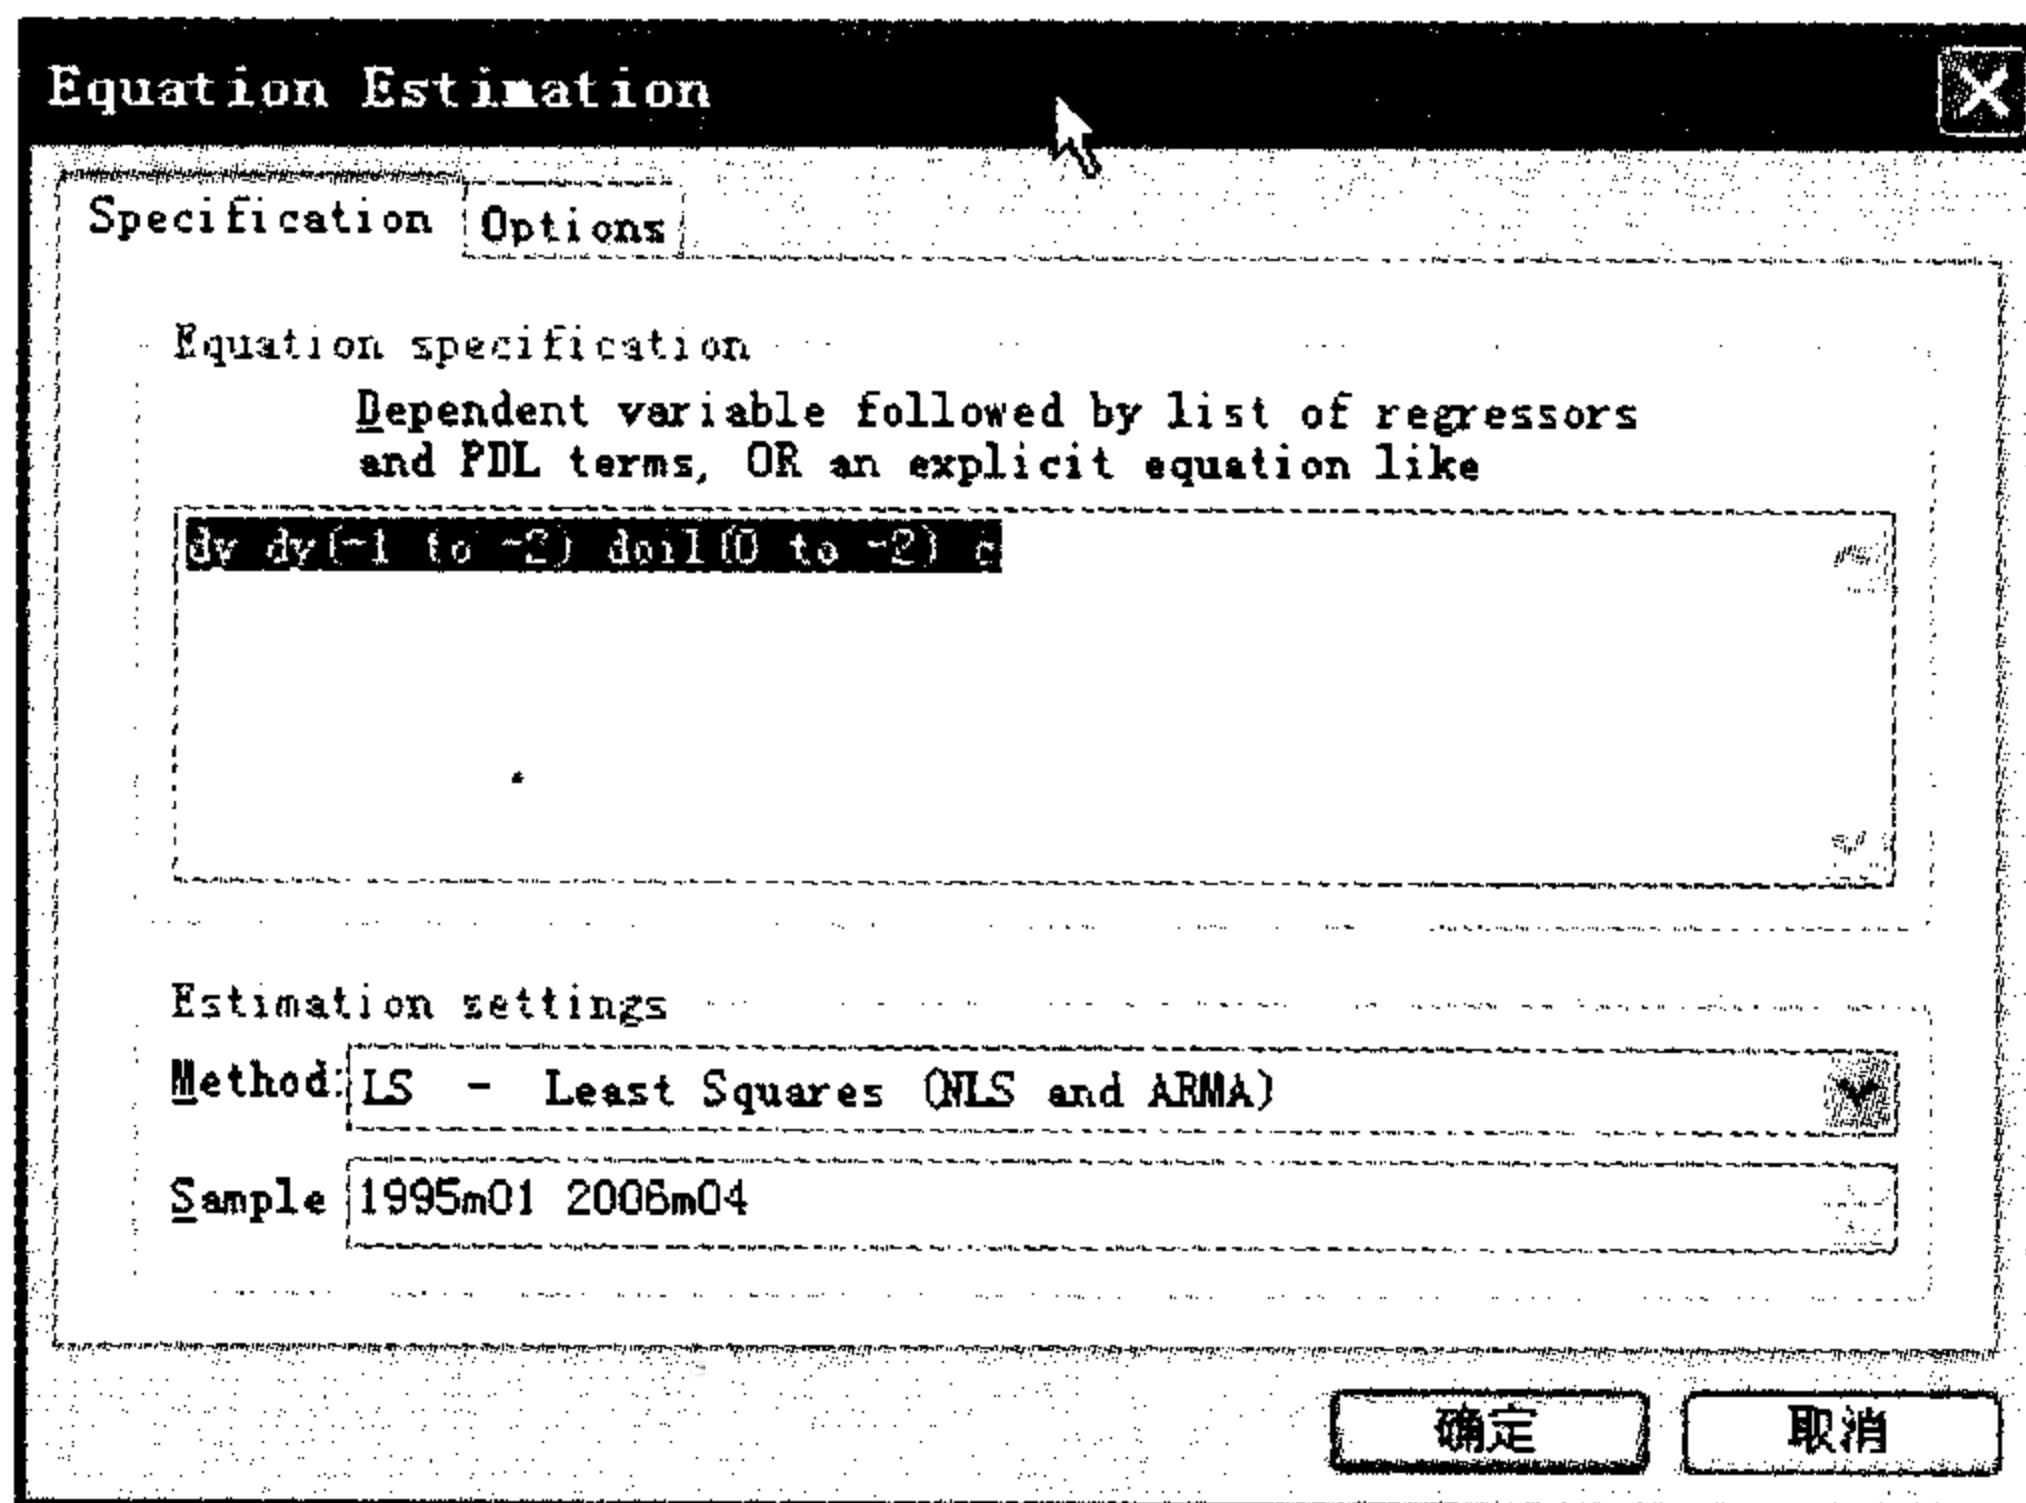 Equation Estimation
Specification
Options
Equation specification
Dependent variable followed by list of regressors
and PDL terms, OR an explicit equation like
dy dy(-1 to -2) doil(0 to -2) c
Estimation settings
Method:
LS - Least Squares (NLS and ARMA)
Sample
1995m01 2006m04
确定
取消